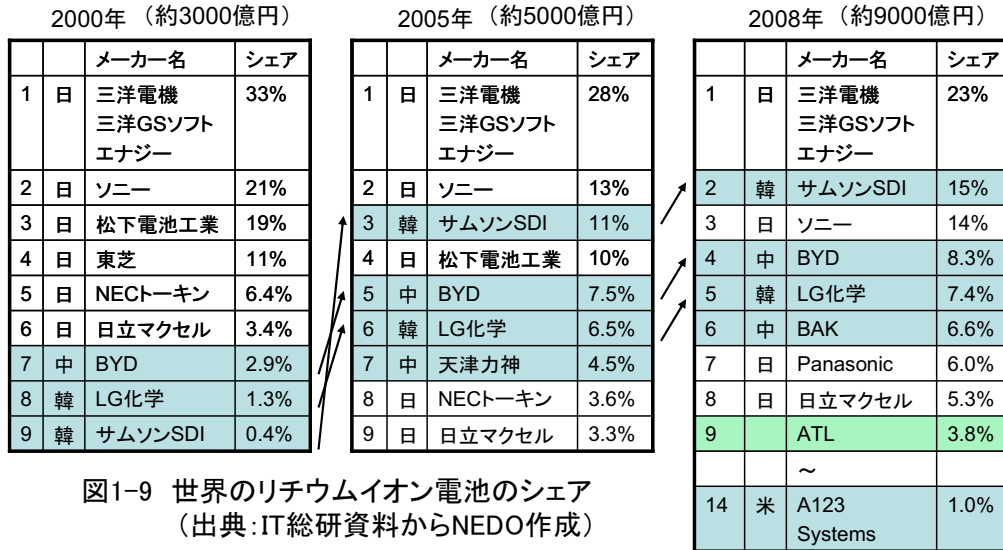 2000年 (約3000億円)
メーカー名 シェア
1 日 三洋電機 33%
三洋GSソフト
エナジー
2 日 ソニー 21%
3 日 松下電池工業 19%
4 日 東芝 11%
5 日 NECトーキン 6.4%
6 日 日立マクセル 3.4%
7 中 BYD 2.9%
8 韓 LG化学 1.3%
9 韓 サムソンSDI 0.4%
2005年 (約5000億円)
メーカー名 シェア
1 日 三洋電機 28%
三洋GSソフト
エナジー
2 日 ソニー 13%
3 韓 サムソンSDI 11%
4 日 松下電池工業 10%
5 中 BYD 7.5%
6 韓 LG化学 6.5%
7 中 天津力神 4.5%
8 日 NECトーキン 3.6%
9 日 日立マクセル 3.3%
2008年 (約9000億円)
メーカー名 シェア
1 日 三洋電機 23%
三洋GSソフト
エナジー
2 韓 サムソンSDI 15%
3 日 ソニー 14%
4 中 BYD 8.3%
5 韓 LG化学 7.4%
6 中 BAK 6.6%
7 日 Panasonic 6.0%
8 日 日立マクセル 5.3%
9 ATL 3.8%
~
14 米 A123 1.0%
Systems
図1-9 世界のリチウムイオン電池のシェア
(出典:IT総研資料からNEDO作成)